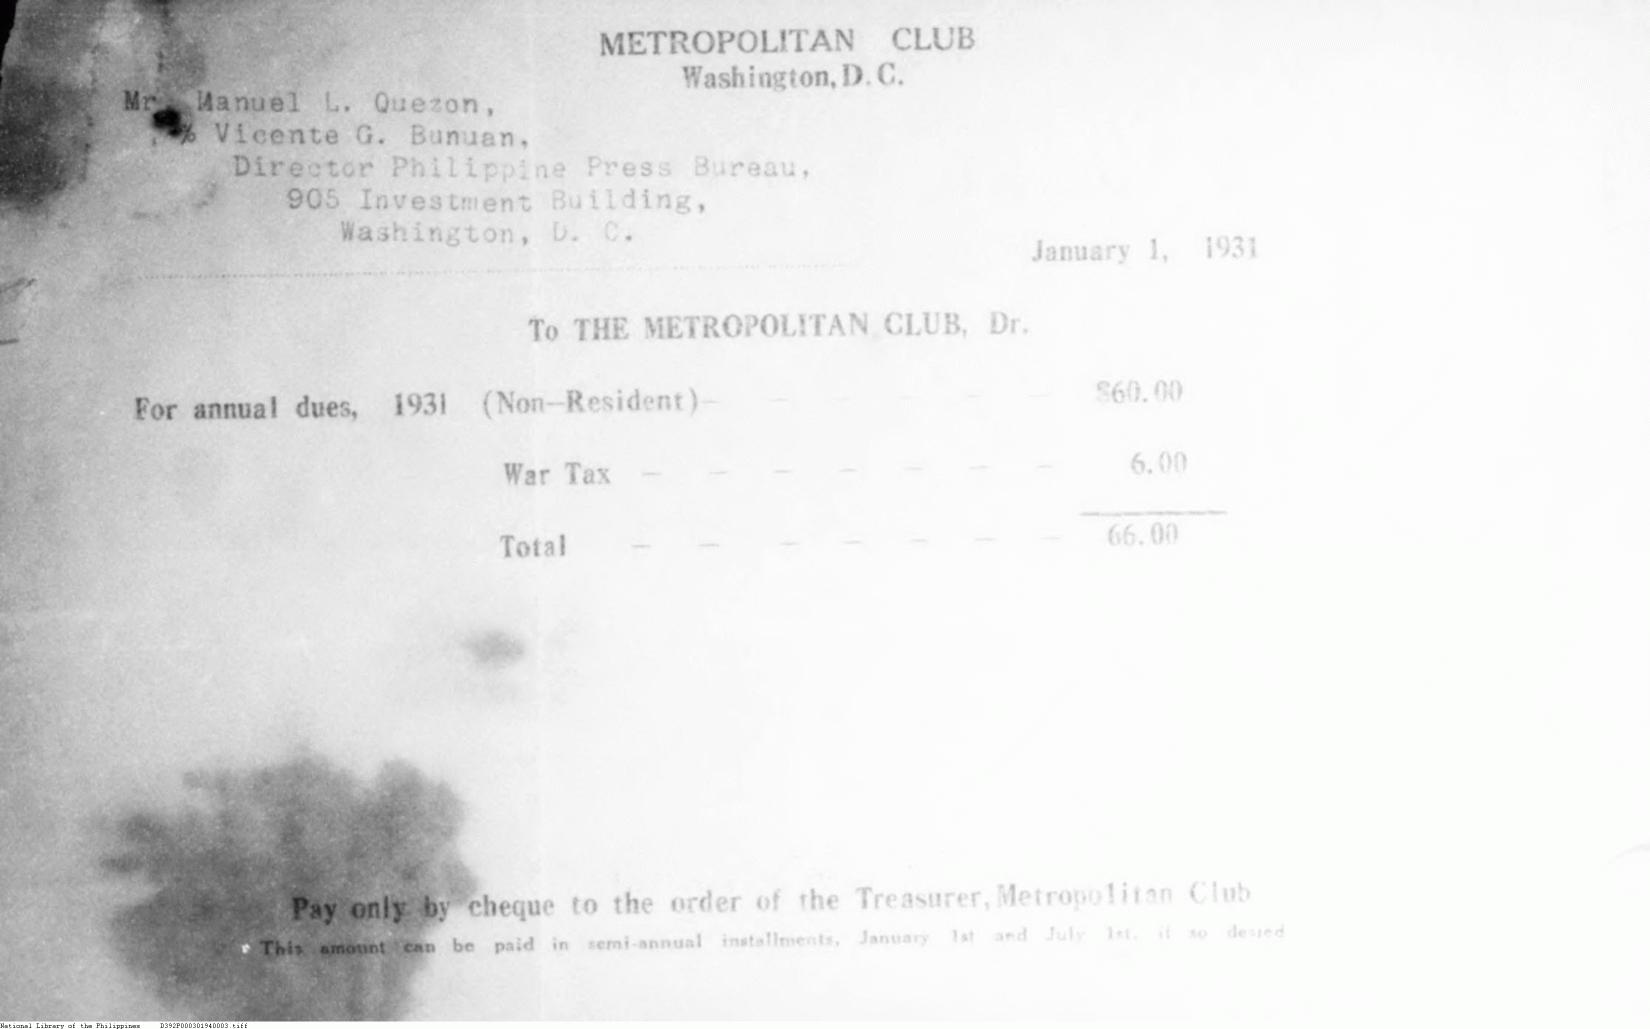 METROPOLITAN CLUB
Washington, D. C.
Mr. Manuel L. Quezon,
% Vicente G. Bunuan,
Director Philippine Press Bureau,
905 Investment Building,
Washington, D. C.
January 1, 1931
To THE METROPOLITAN CLUB, Dr.
For annual dues, 1931 (Non-Resident)- - - - - - $60.00
War Tax - - - - - - - 6.00
Total - - - - - - - 66.00
Pay only by cheque to the order of the Treasurer, Metropolitan Club
This amount can be paid in semi-annual installments, January 1st and July 1st, if so desired
National Library of the Philippines D392P000301940003.tiff